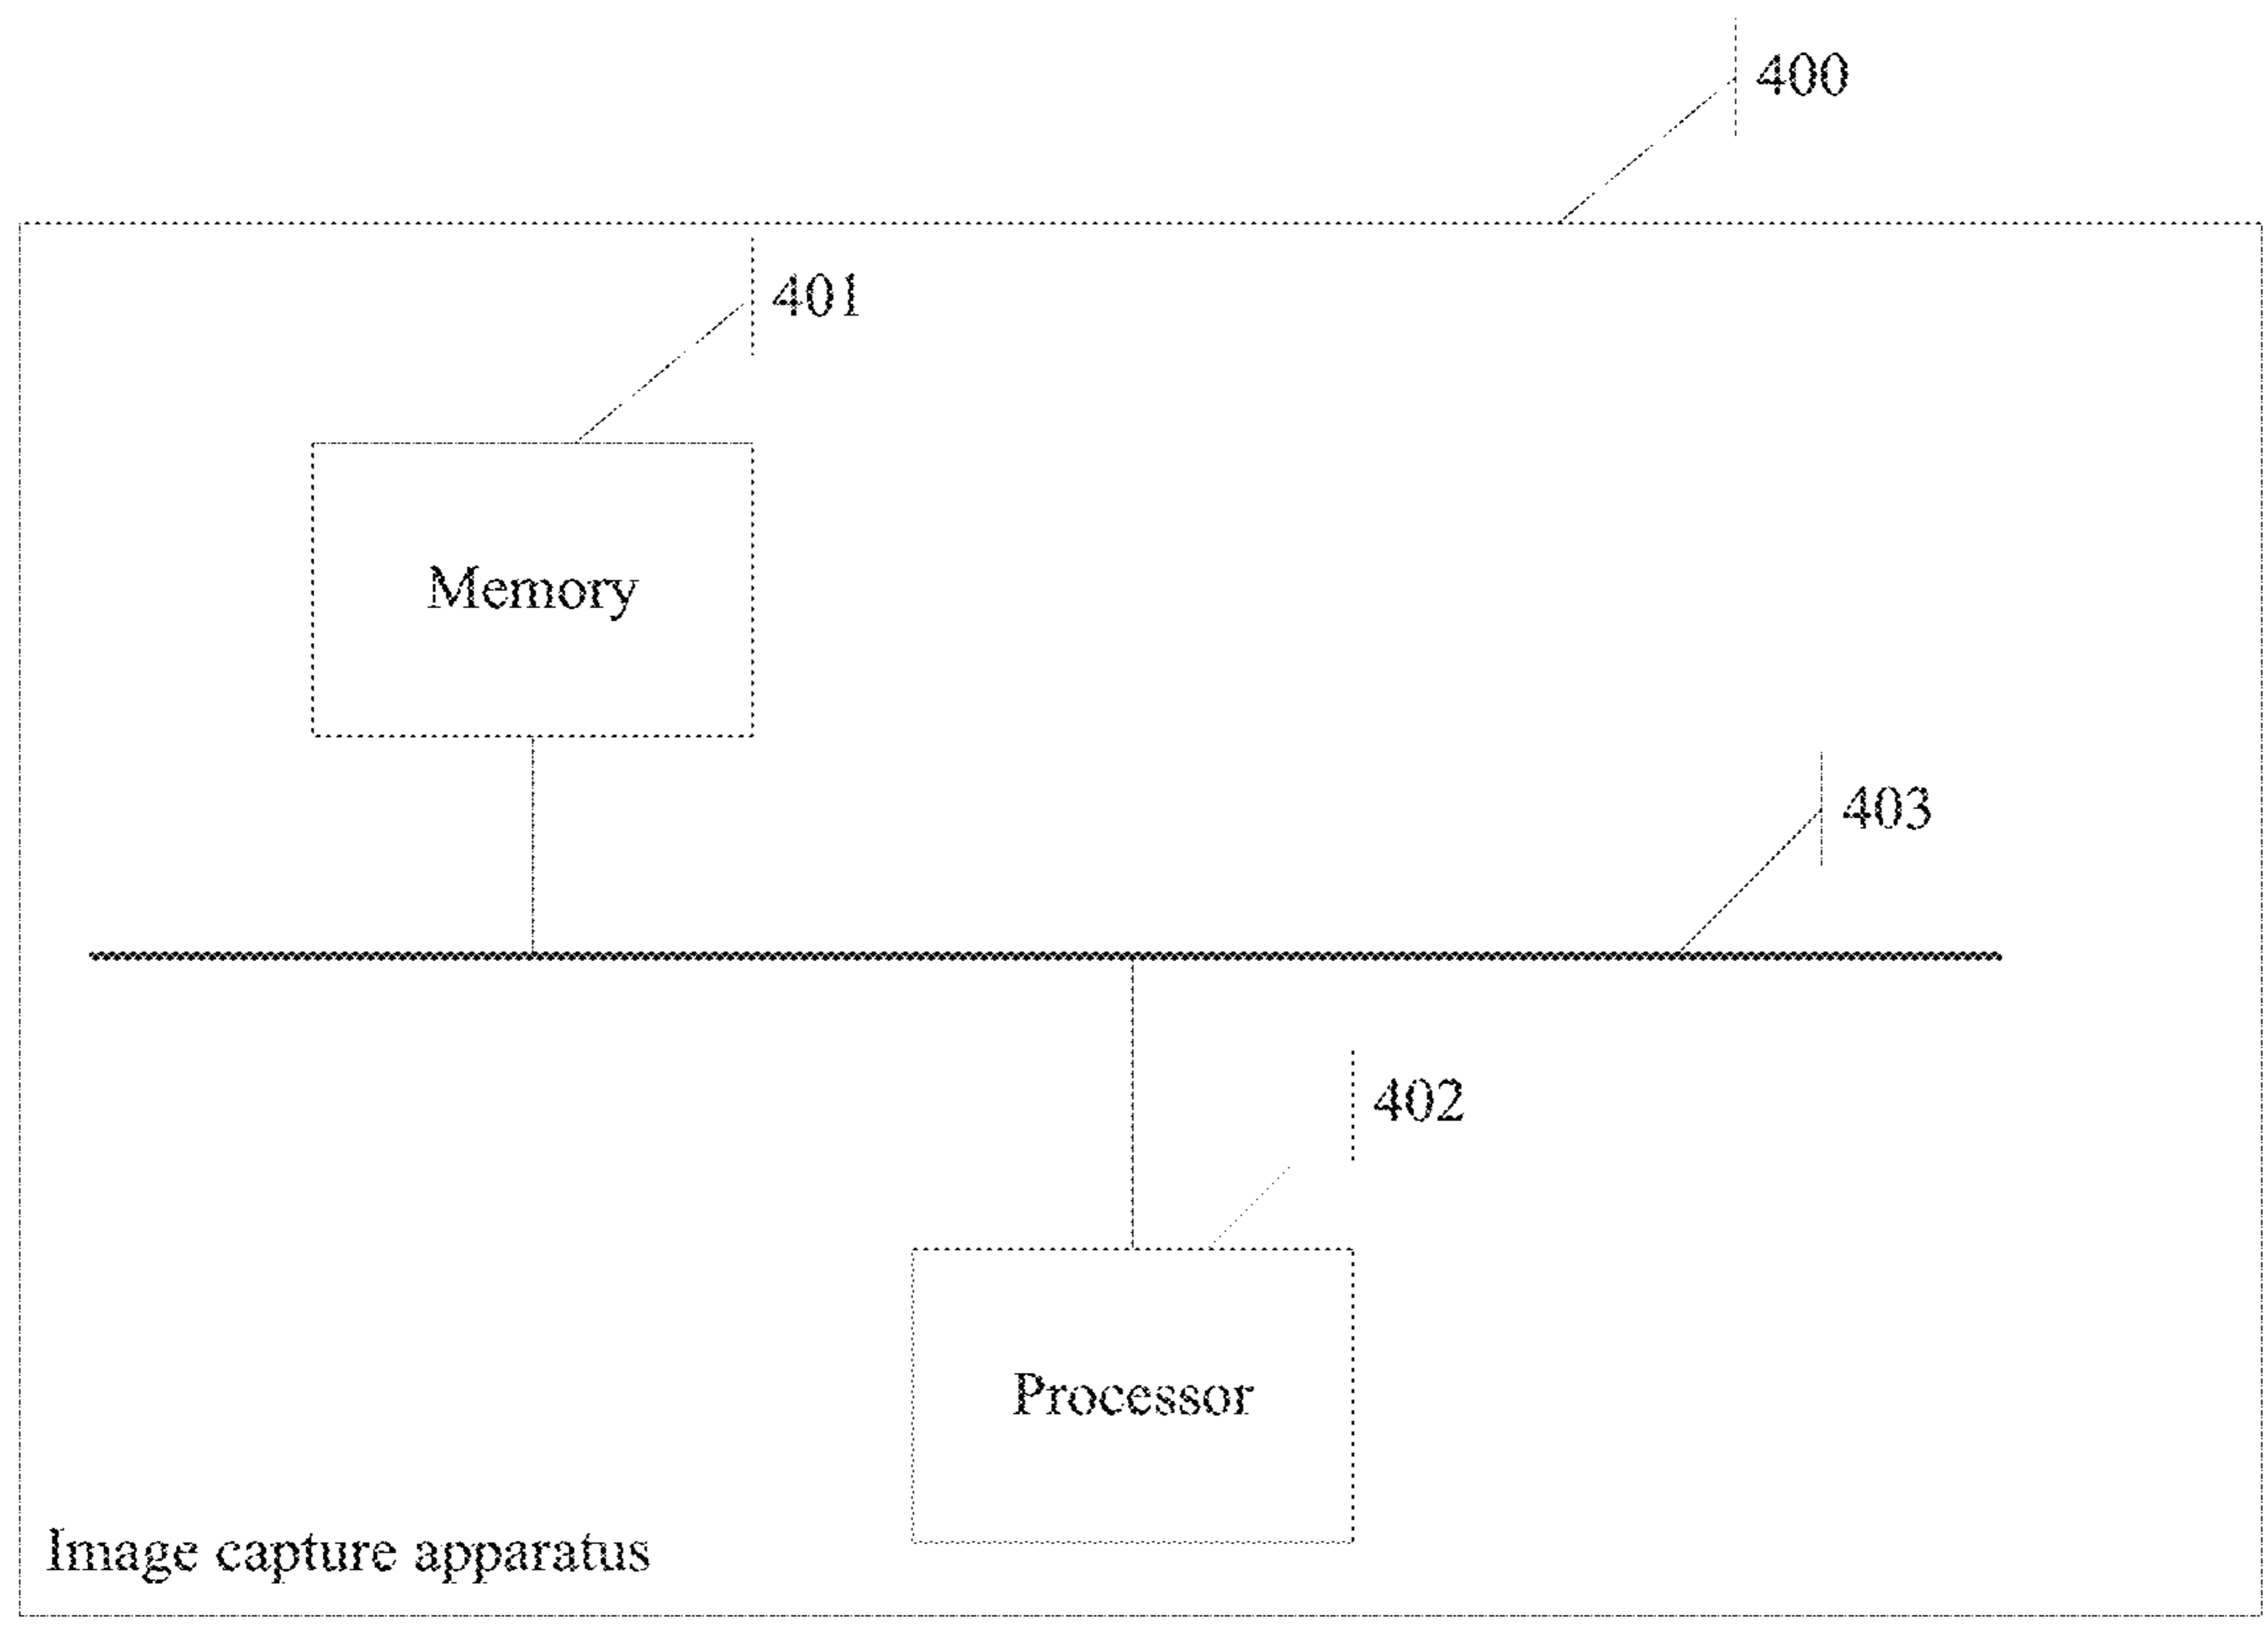 400
401
Memory
403
402
Processor
Image capture apparatus